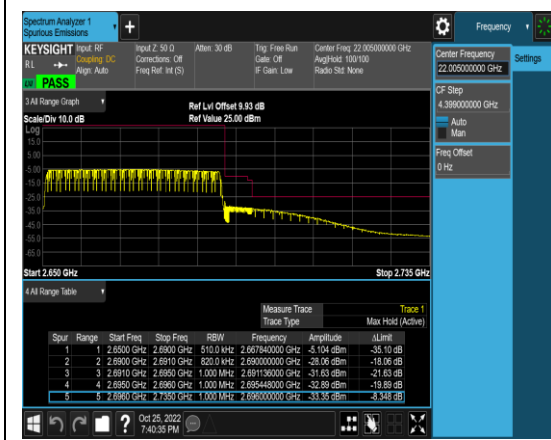 Spectrum Analyzer 1
Spurious Emissions
+
Frequency
KEYSIGHT Input: RF Input Z: 50 Ω Atten: 30 dB Trig: Free Run Center Freq: 22.005000000 GHz
RL Coupling: DC Corrections: Off Gate: Off Avg|Hold: 100/100
Align: Auto Freq Ref: Int (S) IF Gain: Low Radio Std: None
PASS
Center Frequency
22.005000000 GHz
Settings
CF Step
4.399000000 GHz
Auto
Man
Freq Offset
0 Hz
3 All Range Graph
Ref Lvl Offset 9.93 dB
Scale/Div 10.0 dB Ref Value 25.00 dBm
Log
15.0
5.00
-5.00
-15.0
-25.0
-35.0
-45.0
-55.0
-65.0
Start 2.650 GHz Stop 2.735 GHz
4 All Range Table
Measure Trace Trace 1
Trace Type Max Hold (Active)
Spur Range Start Freq Stop Freq RBW Frequency Amplitude ΔLimit
1 1 2.6500 GHz 2.6900 GHz 510.0 kHz 2.667840000 GHz -5.104 dBm -35.10 dB
2 2 2.6900 GHz 2.6910 GHz 820.0 kHz 2.690000000 GHz -28.06 dBm -18.06 dB
3 3 2.6910 GHz 2.6950 GHz 1.000 MHz 2.691136000 GHz -31.63 dBm -21.63 dB
4 4 2.6950 GHz 2.6960 GHz 1.000 MHz 2.695448000 GHz -32.89 dBm -19.89 dB
5 5 2.6960 GHz 2.7350 GHz 1.000 MHz 2.696000000 GHz -33.35 dBm -8.348 dB
?
Oct 25, 2022
7:40:35 PM